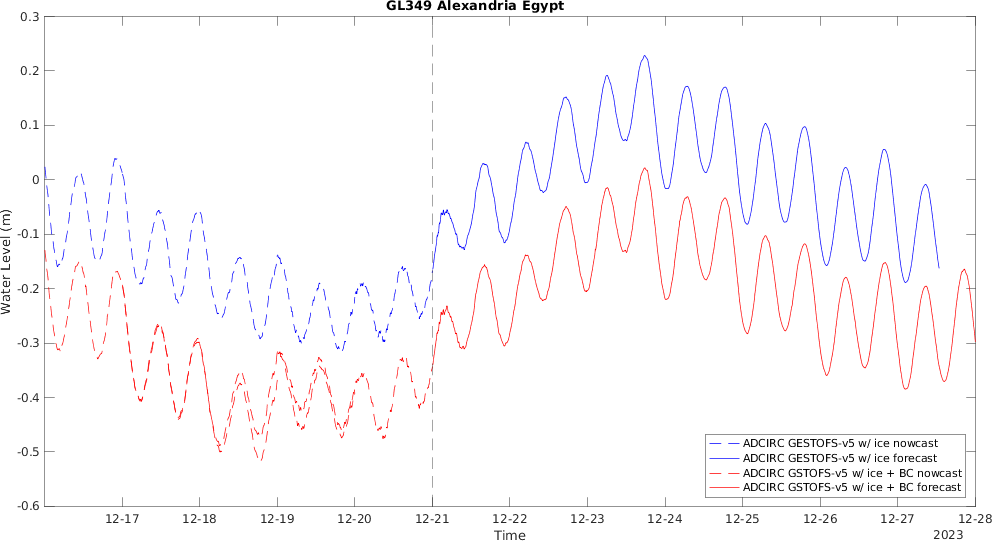 GL349 Alexandria Egypt
0.3
0.2
0.1
0
-0.1
-0.2
-0.3
-0.4
-0.5
-0.6
Water Level (m)
ADCIRC GESTOFS-v5 w/ ice nowcast
ADCIRC GESTOFS-v5 w/ ice forecast
ADCIRC GSTOFS-v5 w/ ice + BC nowcast
ADCIRC GSTOFS-v5 w/ ice + BC forecast
12-17 12-18 12-19 12-20 12-21 12-22 12-23 12-24 12-25 12-26 12-27 12-28
Time
2023